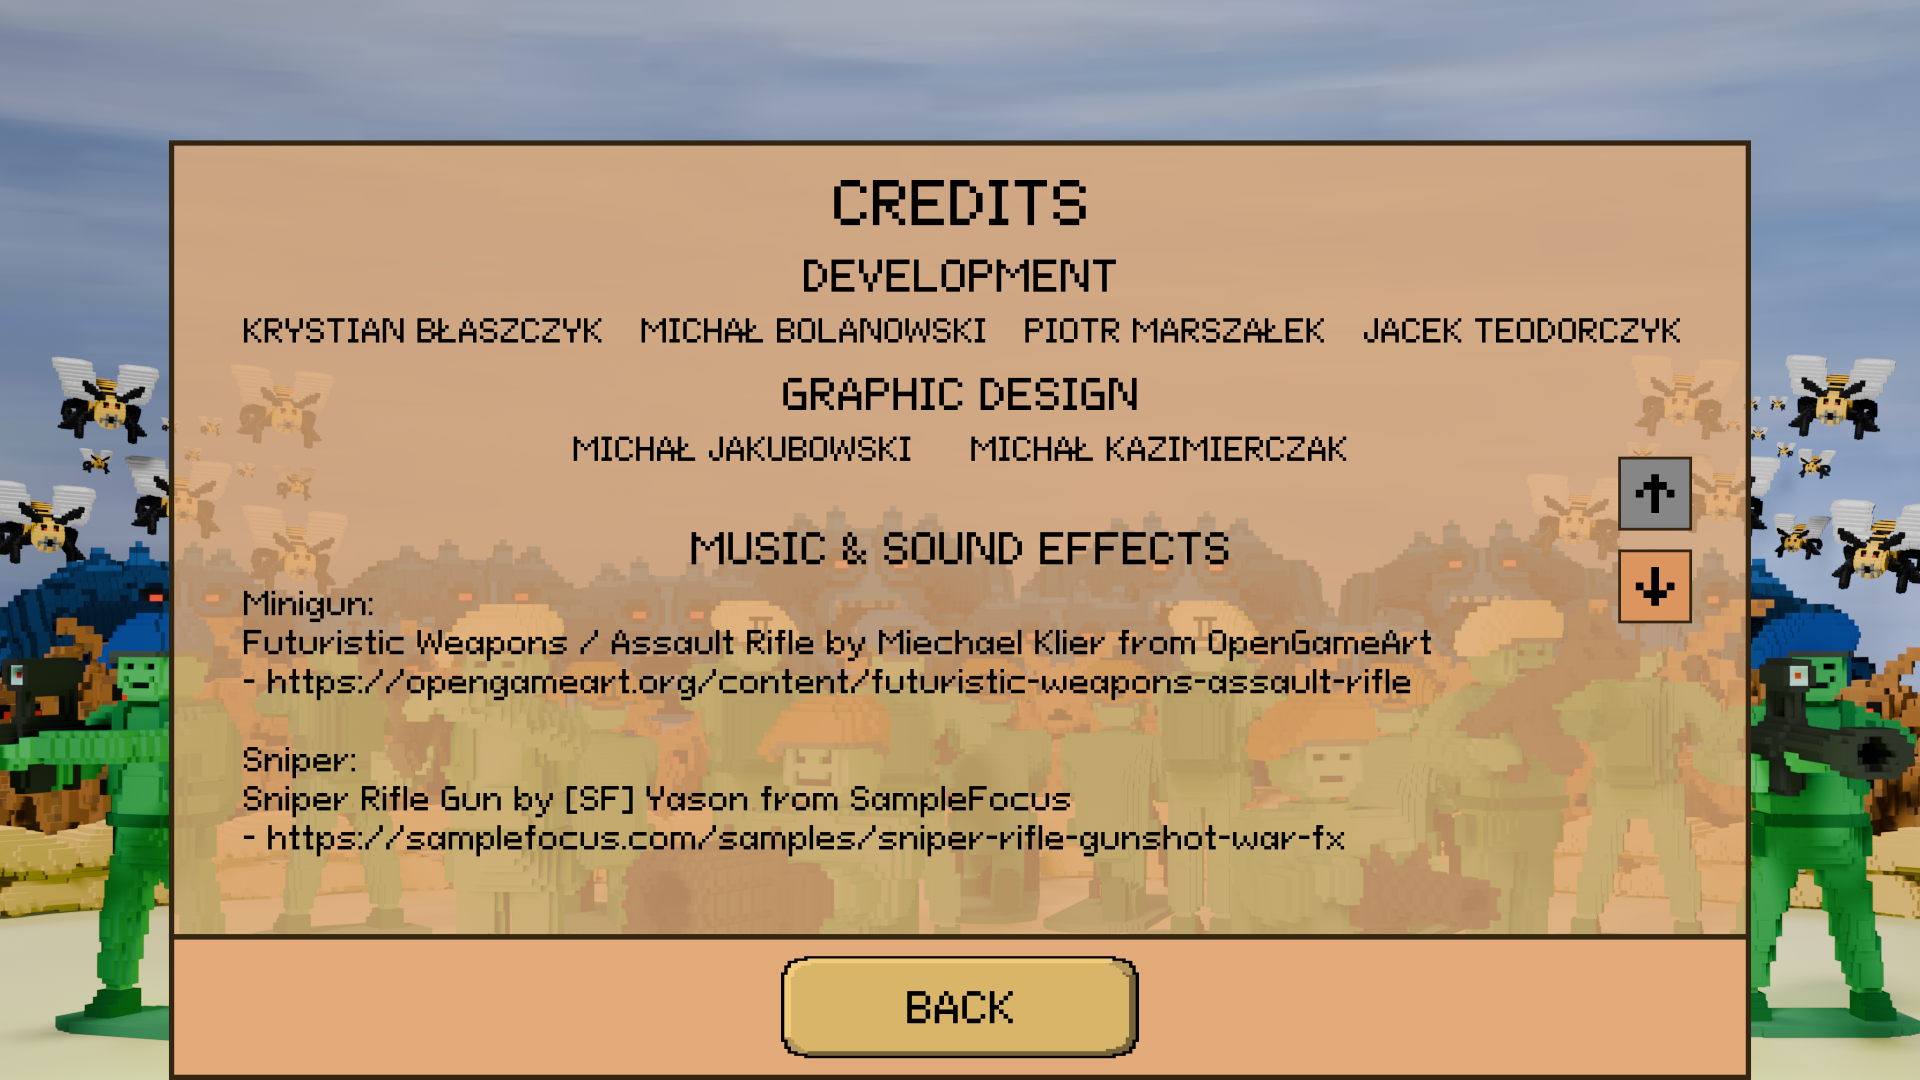 CREDITS
DEVELOPMENT
KRYSTIAN BŁASZCZYK MICHAŁ BOLANOWSKI PIOTR MARSZAŁEK JACEK TEODORCZYK
GRAPHIC DESIGN
MICHAŁ JAKUBOWSKI MICHAŁ KAZIMIERCZAK
MUSIC & SOUND EFFECTS
Minigun:
Futuristic Weapons / Assault Rifle by Miechael Klier from OpenGameArt
- https://opengameart.org/content/futuristic-weapons-assault-rifle
Sniper:
Sniper Rifle Gun by [SF] Yason from SampleFocus
- https://samplefocus.com/samples/sniper-rifle-gunshot-war-fx
BACK